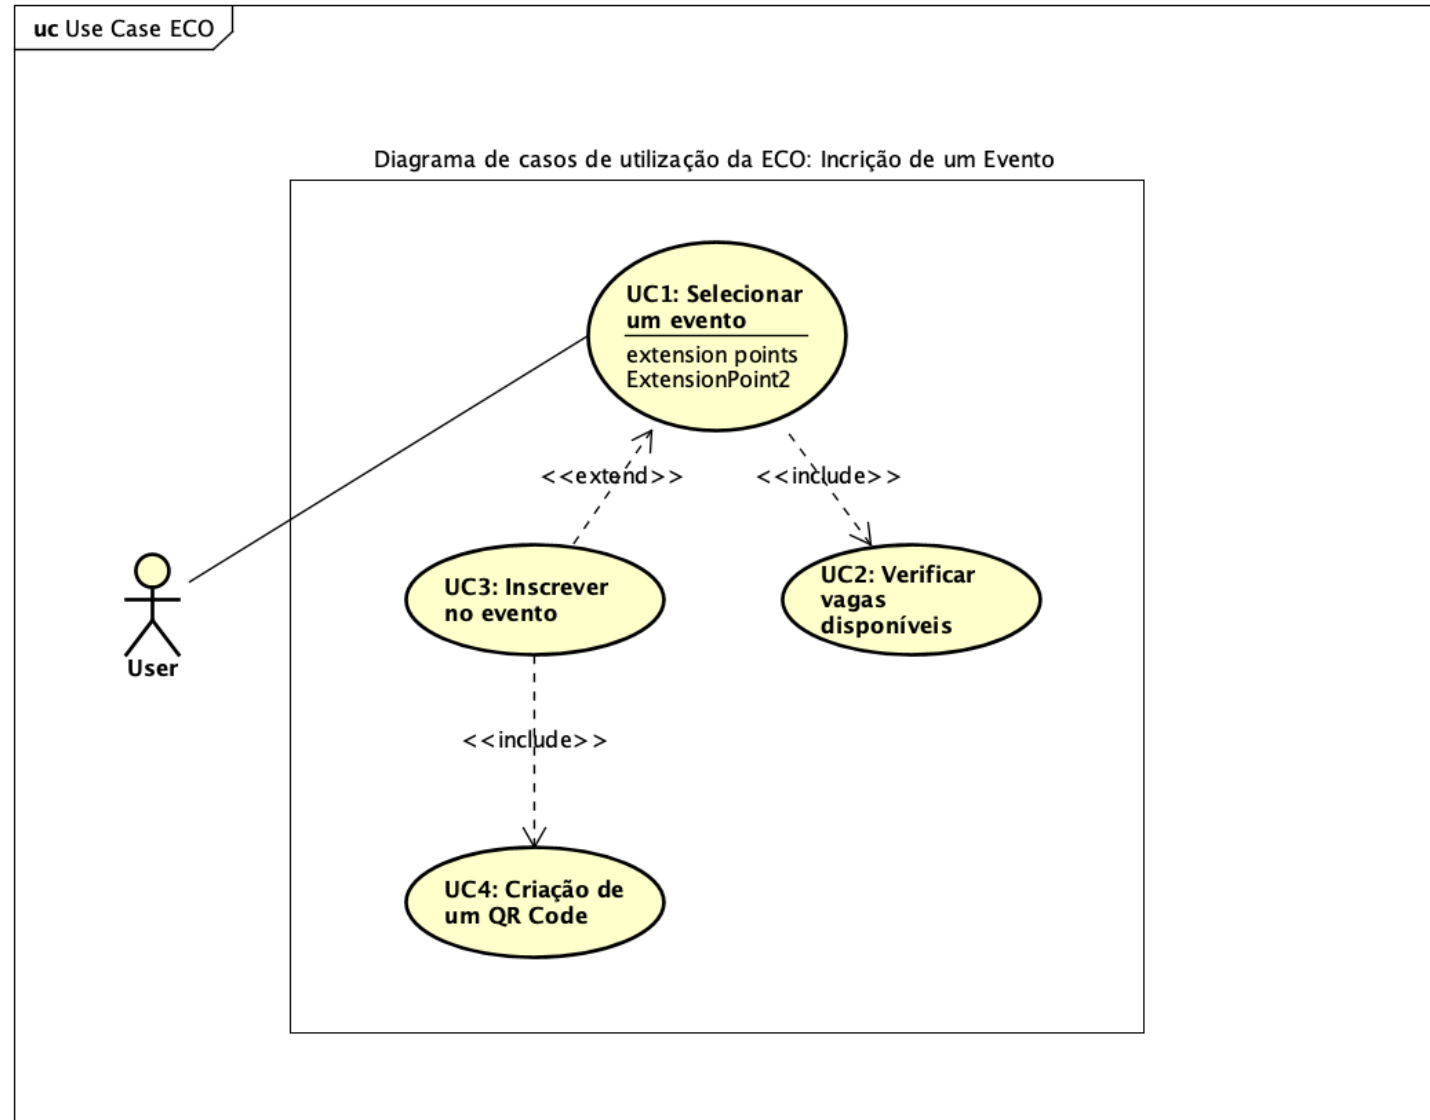 uc Use Case ECO
Diagrama de casos de utilização da ECO: Incrição de um Evento
UC1: Selecionar
um evento
extension points
ExtensionPoint2
<<extend>>
<<include>>
UC3: Inscrever
no evento
UC2: Verificar
vagas
disponíveis
User
<<include>>
UC4: Criação de
um QR Code